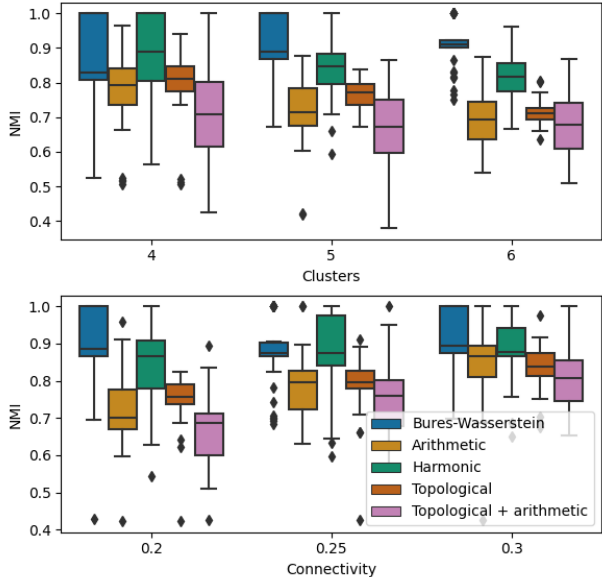 1.0
0.9
0.8
0.7
0.6
0.5
0.4
NMI
4
5
6
Clusters
1.0
0.9
0.8
0.7
0.6
0.5
0.4
NMI
Bures-Wasserstein
Arithmetic
Harmonic
Topological
Topological + arithmetic
0.2
0.25
0.3
Connectivity